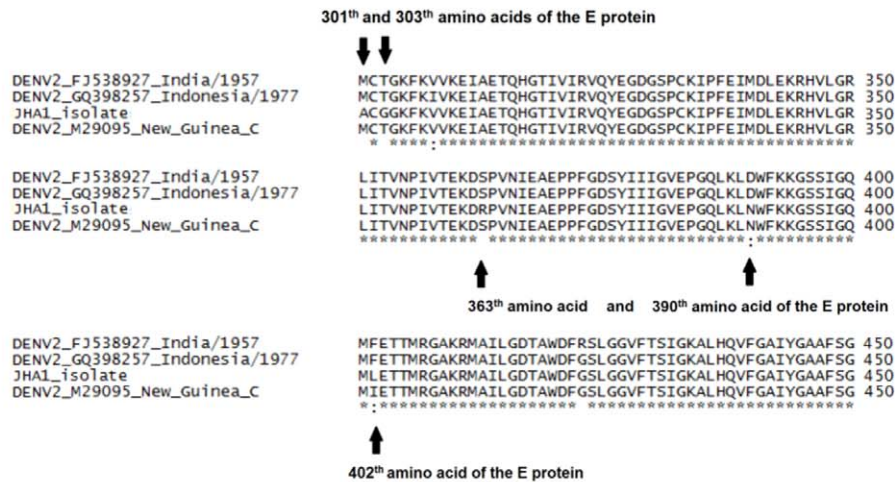 301th and 303th amino acids of the E protein
DENV2_FJ538927_India/1957 MCTGKFKVVKEIAETQHGTIVIRVQYEGDGSPCKIPFEIMDLEKRHVLGR 350
DENV2_GQ398257_Indonesia/1977 MCTGKFKIVKEIAETQHGTIVIRVQYEGDGSPCKIPFEIMDLEKRHVLGR 350
JHA1_isolate ACGGKFKVVKEIAETQHGTIVIRVQYEGDGSPCKIPFEIMDLEKRHVLGR 350
DENV2_M29095_New_Guinea_C MCTGKFKVVKEIAETQHGTIVIRVQYEGDGSPCKIPFEIMDLEKRHVLGR 350
* ****:******************************************
DENV2_FJ538927_India/1957 LITVNPIVTEKDSPVNIEAEPPFGDSYIIIGVEPGQLKLDWFKKGSSIGQ 400
DENV2_GQ398257_Indonesia/1977 LITVNPIVTEKDSPVNIEAEPPFGDSYIIIGVEPGQLKLNWFKKGSSIGQ 400
JHA1_isolate LITVNPIVTEKDRPVNIEAEPPFGDSYIIIGVEPGQLKLNWFKKGSSIGQ 400
DENV2_M29095_New_Guinea_C LITVNPIVTEKDSPVNIEAEPPFGDSYIIIGVEPGQLKLNWFKKGSSIGQ 400
************ **************************:**********
363th amino acid and 390th amino acid of the E protein
DENV2_FJ538927_India/1957 MFETTMRGAKRMAILGDTAWDFRSLGGVFTSIGKALHQVFGAIYGAAFSG 450
DENV2_GQ398257_Indonesia/1977 MFETTMRGAKRMAILGDTAWDFGSLGGVFTSIGKALHQVFGAIYGAAFSG 450
JHA1_isolate MLETTMRGAKRMAILGDTAWDFGSLGGVFTSIGKALHQVFGAIYGAAFSG 450
DENV2_M29095_New_Guinea_C MIETTMRGAKRMAILGDTAWDFGSLGGVFTSIGKALHQVFGAIYGAAFSG 450
*:******************** ***************************
402th amino acid of the E protein